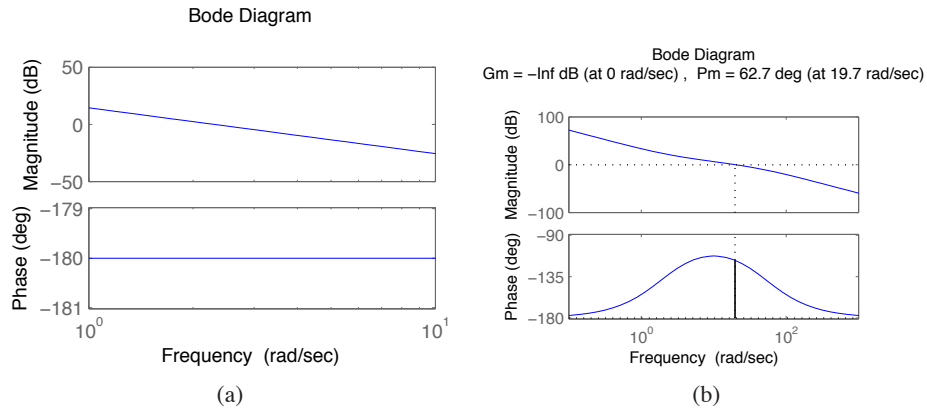 Bode Diagram
50
0
−50
Magnitude (dB)
−179
−180
−181
Phase (deg)
10^0
10^1
Frequency (rad/sec)
(a)
Bode Diagram
Gm = −Inf dB (at 0 rad/sec) , Pm = 62.7 deg (at 19.7 rad/sec)
100
0
−100
Magnitude (dB)
−90
−135
−180
Phase (deg)
10^0
10^2
Frequency (rad/sec)
(b)